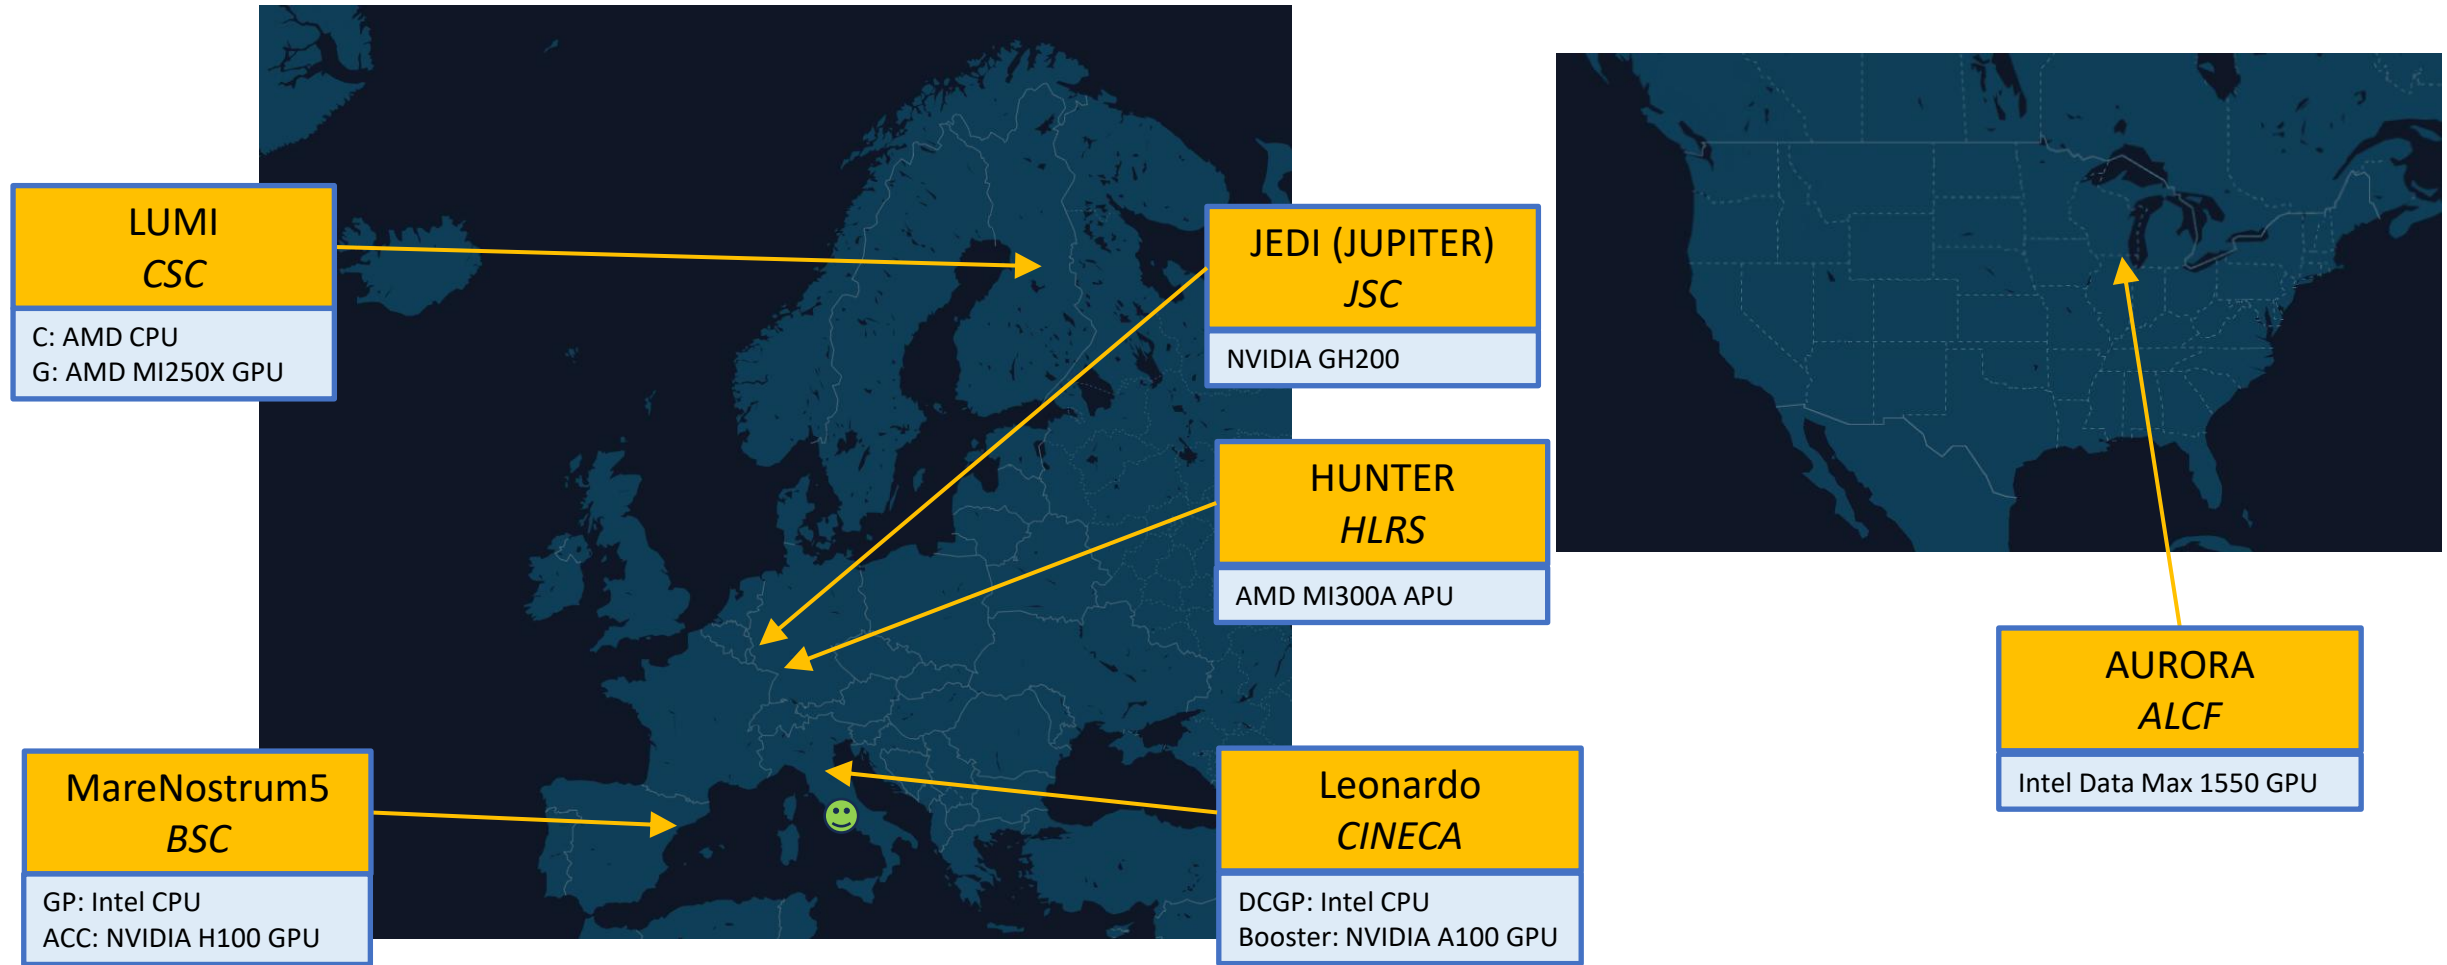 LUMI
CSC
C: AMD CPU
G: AMD MI250X GPU
JEDI (JUPITER)
JSC
NVIDIA GH200
HUNTER
HLRS
AMD MI300A APU
AURORA
ALCF
Intel Data Max 1550 GPU
MareNostrum5
BSC
GP: Intel CPU
ACC: NVIDIA H100 GPU
Leonardo
CINECA
DCGP: Intel CPU
Booster: NVIDIA A100 GPU